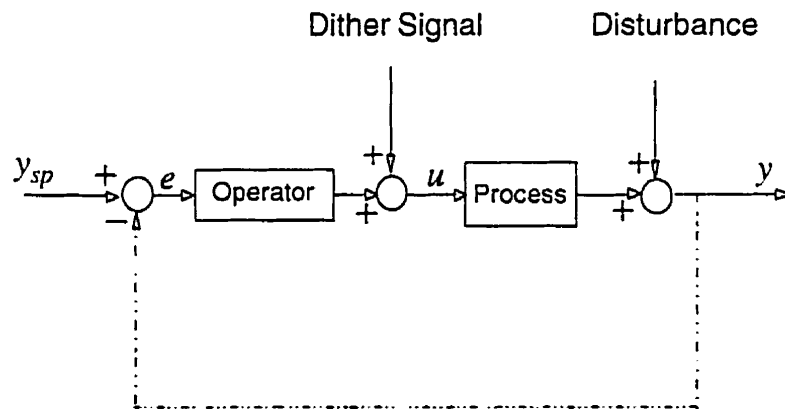 Dither Signal
Disturbance
y_sp
+
−
e
Operator
+
+
u
Process
+
+
y